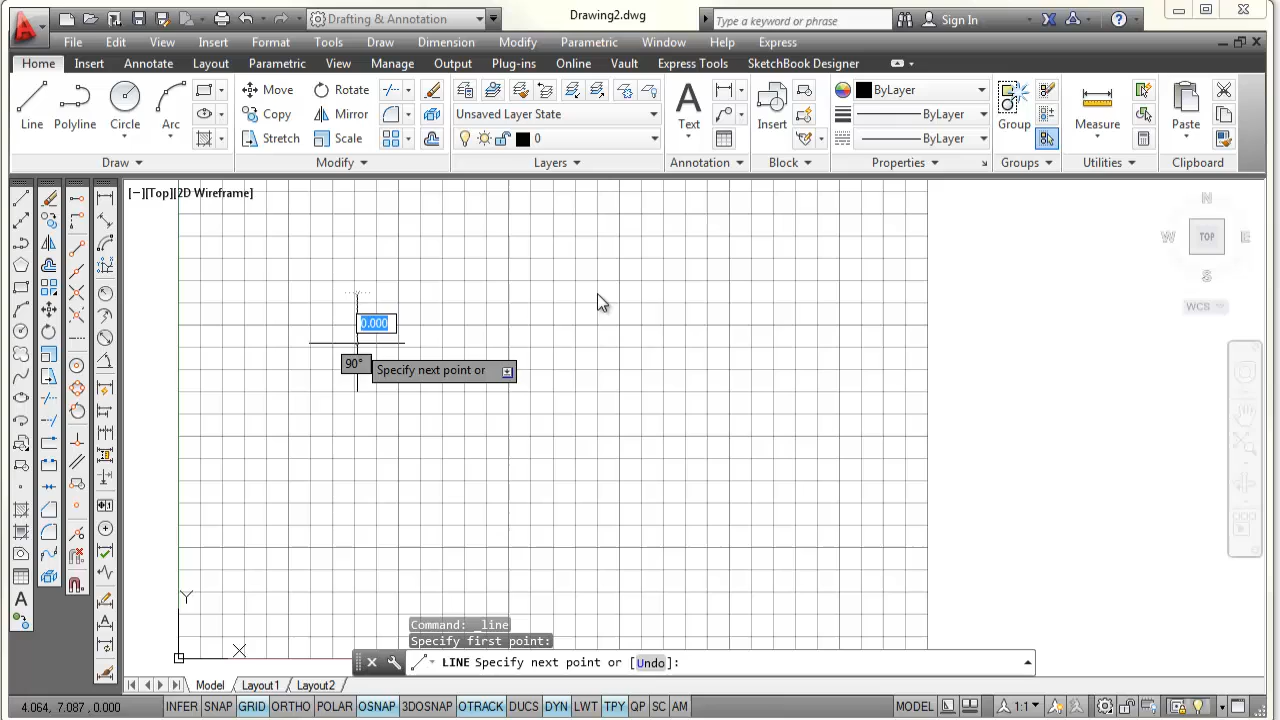 Drafting & Annotation
Drawing2.dwg
Type a keyword or phrase
Sign In
File Edit View Insert Format Tools Draw Dimension Modify Parametric Window Help Express
Home Insert Annotate Layout Parametric View Manage Output Plug-ins Online Vault Express Tools SketchBook Designer
Line Polyline Circle Arc
Move Rotate
Copy Mirror
Stretch Scale
Unsaved Layer State
0
Text
Insert
ByLayer
ByLayer
ByLayer
Group
Measure
Paste
Draw Modify Layers Annotation Block Properties Groups Utilities Clipboard
[−][Top][2D Wireframe]
N
W TOP E
S
WCS
0.000
90°
Specify next point or
Y
X
Command: _line
Specify first point:
LINE Specify next point or [Undo]:
Model Layout1 Layout2
4.064, 7.087, 0.000 INFER SNAP GRID ORTHO POLAR OSNAP 3DOSNAP OTRACK DUCS DYN LWT TPY QP SC AM MODEL 1:1